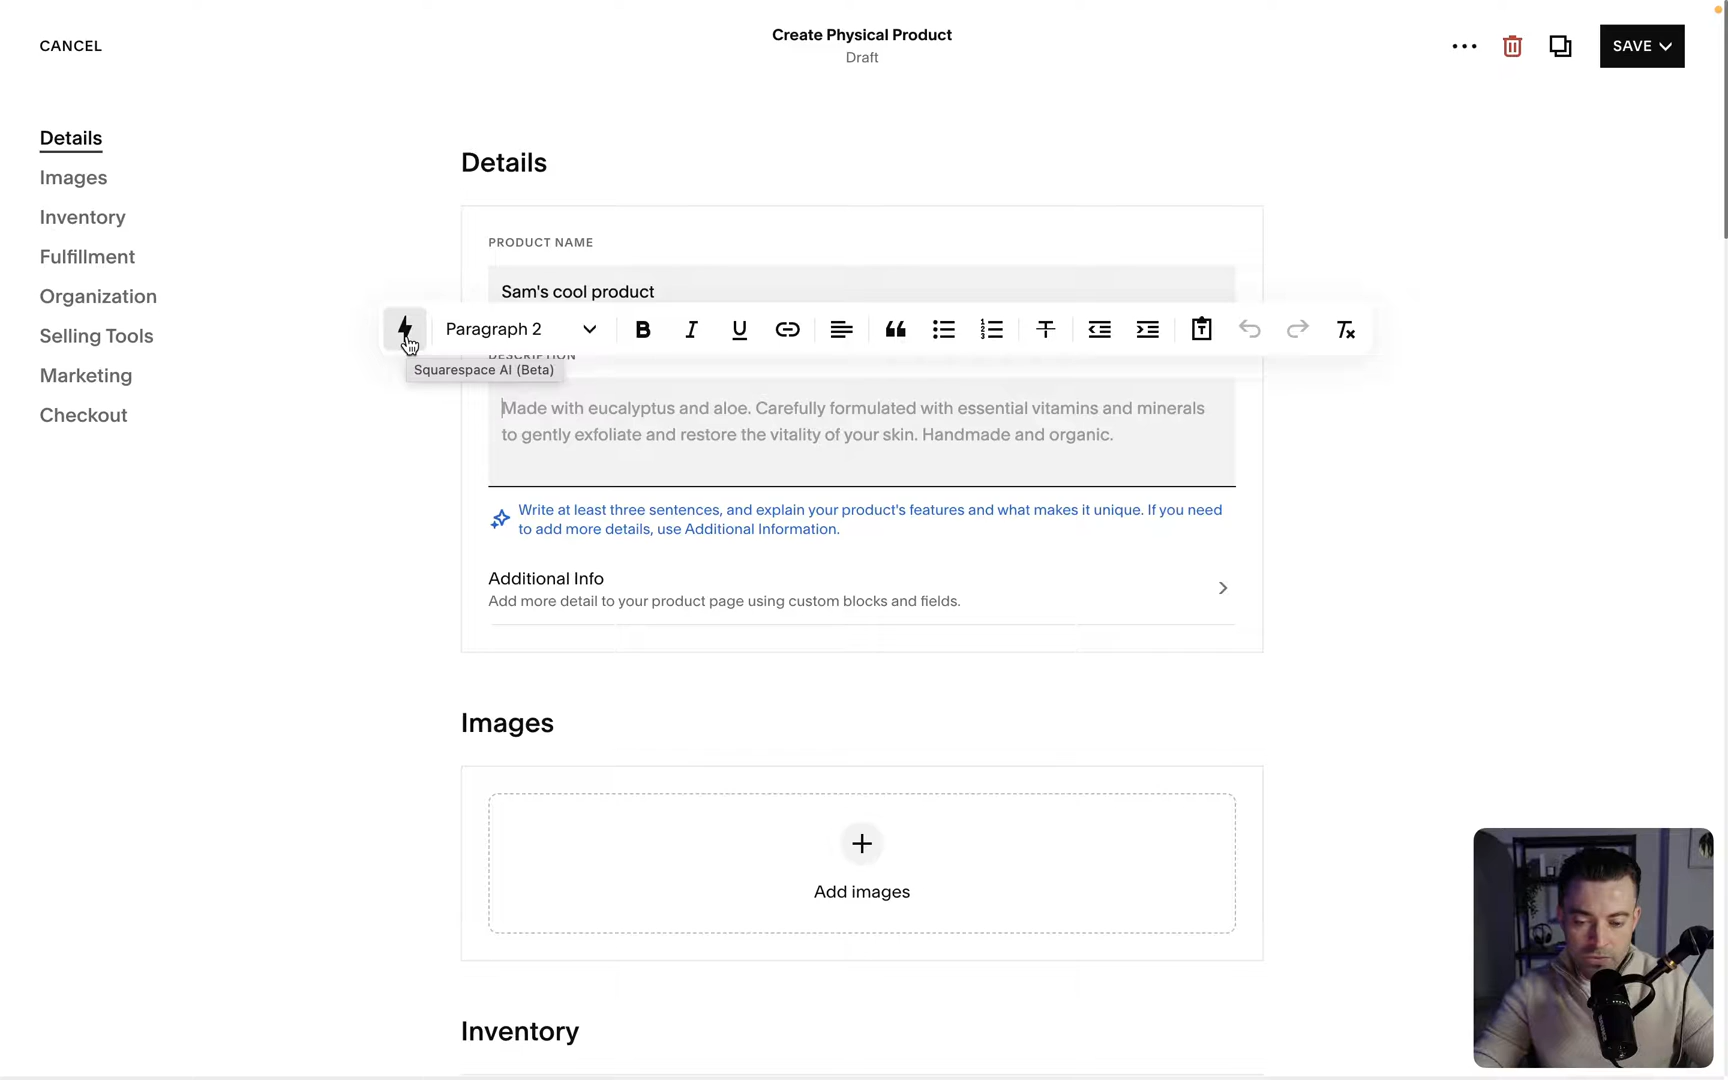 CANCEL
Create Physical Product
Draft
SAVE
Details
Images
Inventory
Fulfillment
Organization
Selling Tools
Marketing
Checkout
Details
PRODUCT NAME
Sam's cool product
Paragraph 2
DESCRIPTION
Squarespace AI (Beta)
Made with eucalyptus and aloe. Carefully formulated with essential vitamins and minerals
to gently exfoliate and restore the vitality of your skin. Handmade and organic.
Write at least three sentences, and explain your product's features and what makes it unique. If you need
to add more details, use Additional Information.
Additional Info
Add more detail to your product page using custom blocks and fields.
Images
Add images
Inventory